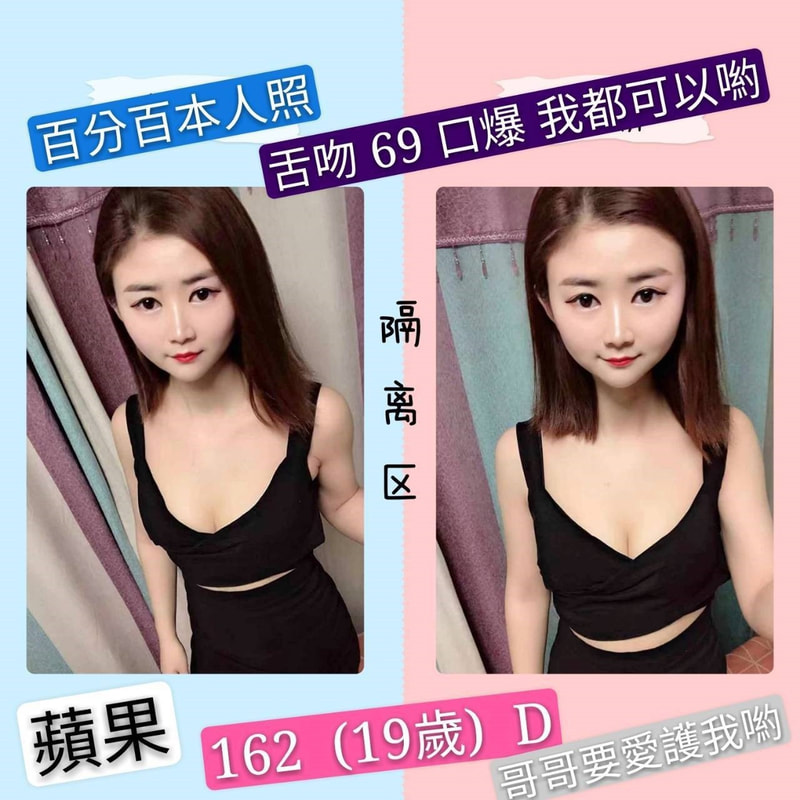 百分百本人照
舌吻 69 口爆 我都可以喲
隔
离
区
蘋果
162（19歲）D
哥哥要愛護我喲